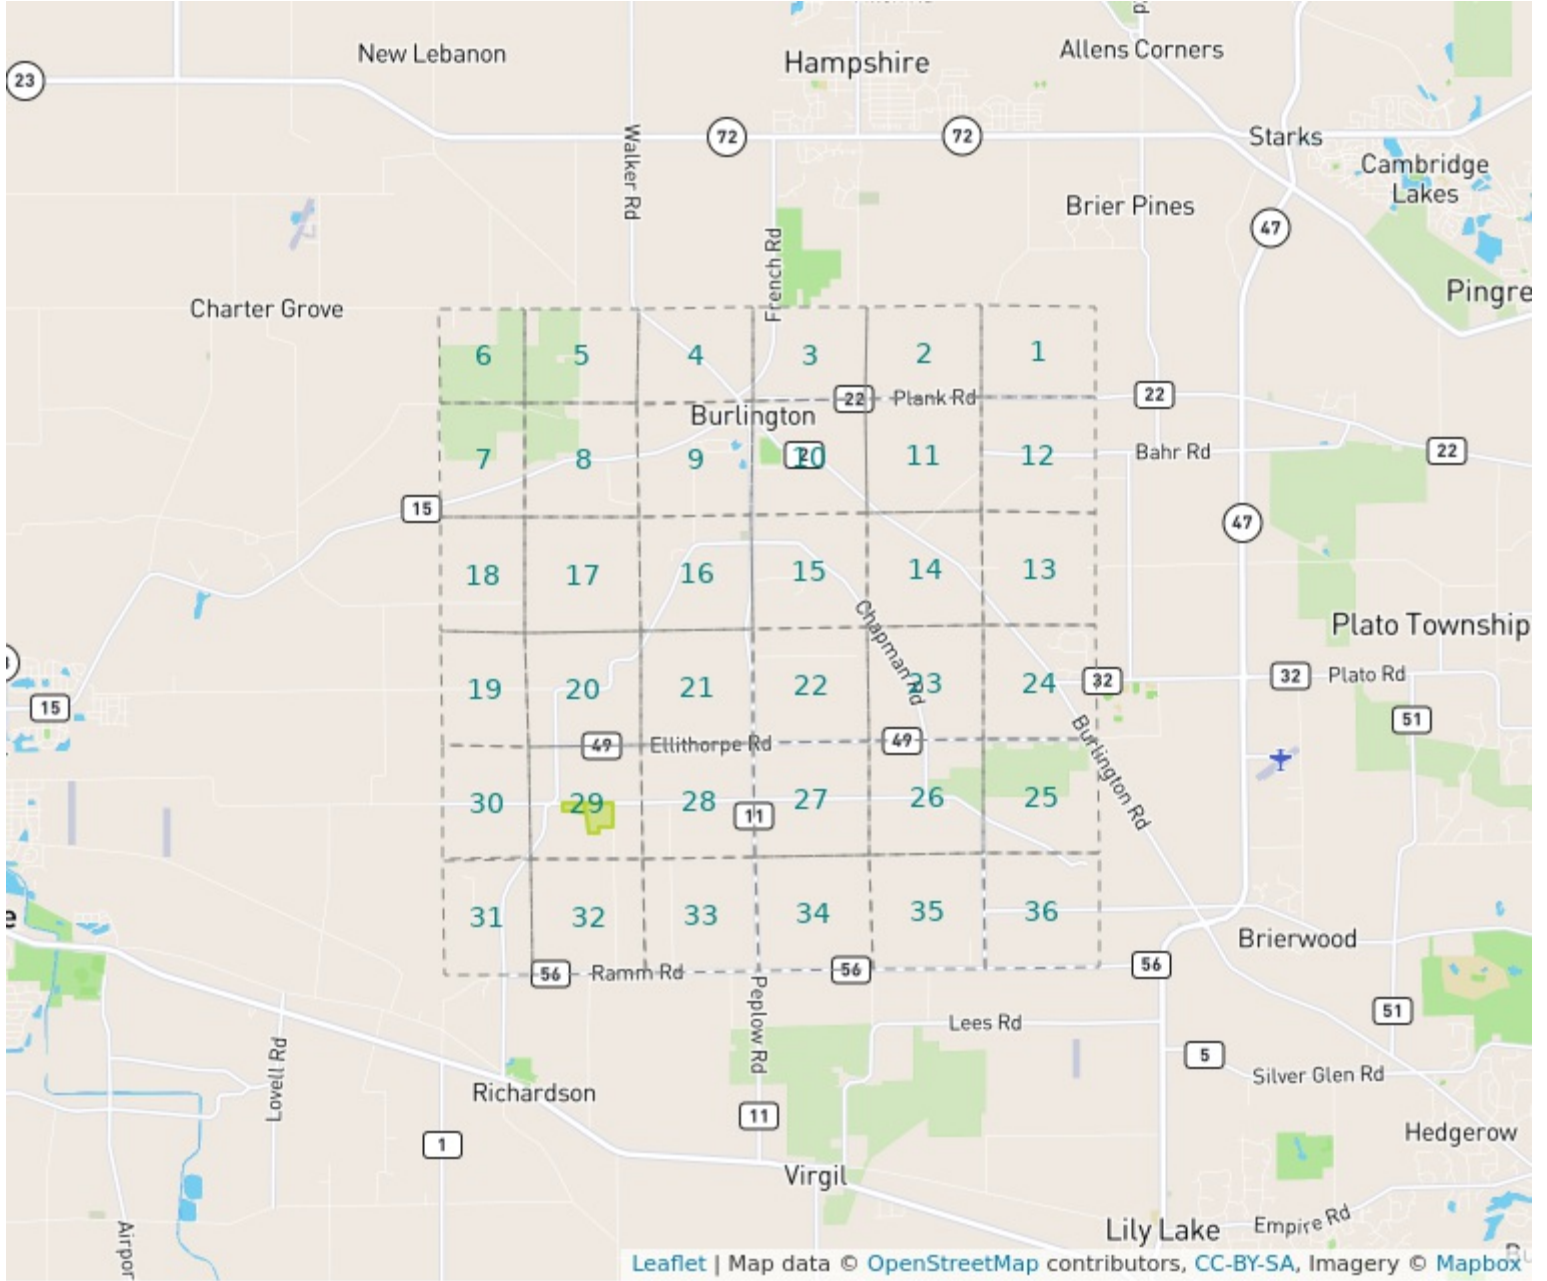 New Lebanon
Hampshire
Allens Corners
23
72
72
Starks
Walker Rd
Cambridge
Lakes
Brier Pines
47
French Rd
Pingre
Charter Grove
6
5
4
3
2
1
22
Plank Rd
22
Burlington
7
8
9
10
11
12
Bahr Rd
22
15
47
18
17
16
15
14
13
Chapman Rd
Plato Township
19
20
21
22
23
24
32
32
Plato Rd
15
51
49
Ellithorpe Rd
49
Burlington Rd
30
29
28
11
27
26
25
31
32
33
34
35
36
Brierwood
56
Ramm Rd
56
56
Peplow Rd
Lees Rd
51
5
Silver Glen Rd
Lovell Rd
Richardson
11
1
Hedgerow
Virgil
Airpor
Lily Lake
Empire Rd
Leaflet | Map data © OpenStreetMap contributors, CC-BY-SA, Imagery © Mapbox